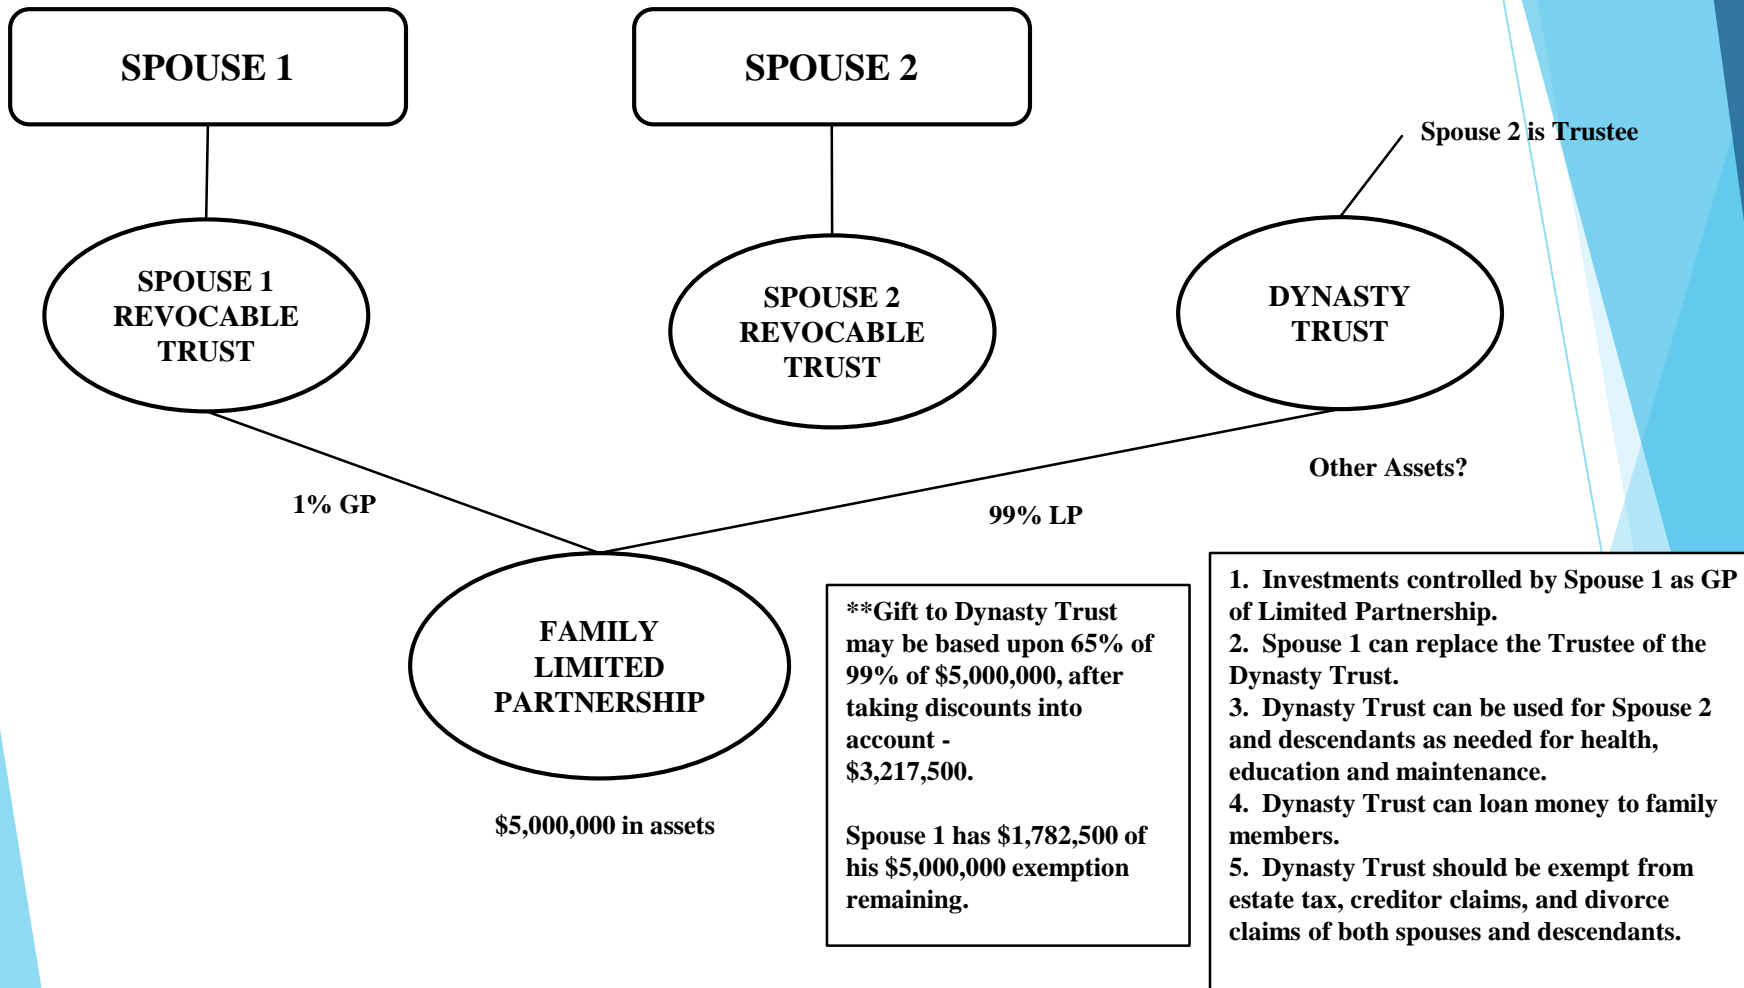 SPOUSE 1
SPOUSE 2
Spouse 2 is Trustee
SPOUSE 1
REVOCABLE
TRUST
SPOUSE 2
REVOCABLE
TRUST
DYNASTY
TRUST
1% GP
99% LP
Other Assets?
FAMILY
LIMITED
PARTNERSHIP
$5,000,000 in assets
**Gift to Dynasty Trust
may be based upon 65% of
99% of $5,000,000, after
taking discounts into
account -
$3,217,500.
Spouse 1 has $1,782,500 of
his $5,000,000 exemption
remaining.
1. Investments controlled by Spouse 1 as GP
of Limited Partnership.
2. Spouse 1 can replace the Trustee of the
Dynasty Trust.
3. Dynasty Trust can be used for Spouse 2
and descendants as needed for health,
education and maintenance.
4. Dynasty Trust can loan money to family
members.
5. Dynasty Trust should be exempt from
estate tax, creditor claims, and divorce
claims of both spouses and descendants.